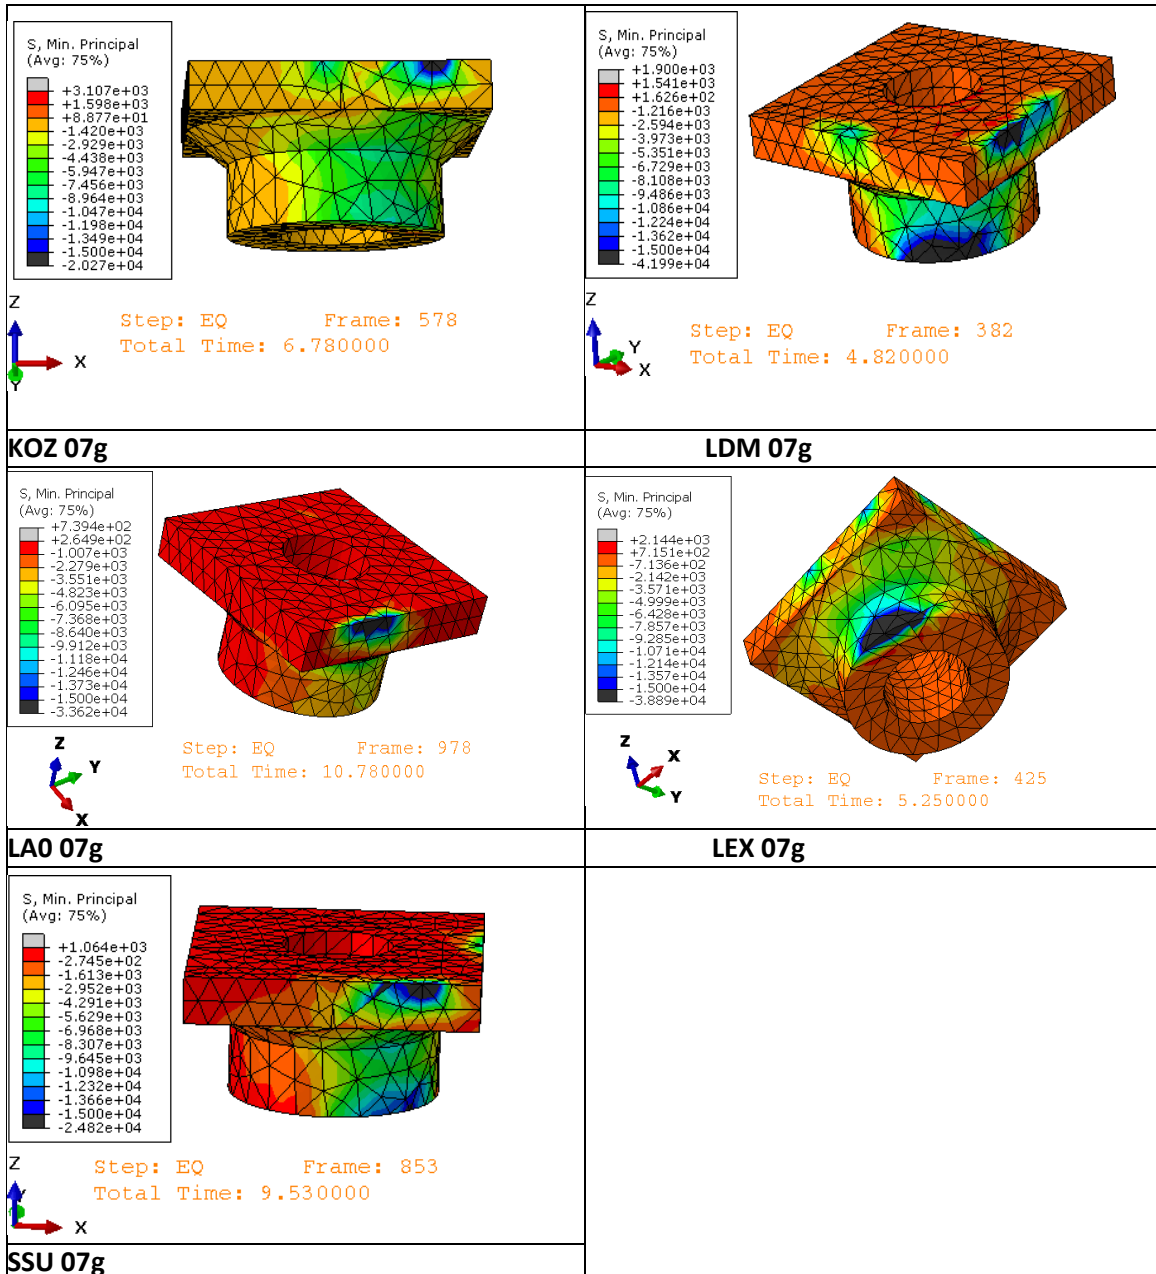 S, Min. Principal
(Avg: 75%)
+3.107e+03
+1.598e+03
+8.877e+01
-1.420e+03
-2.929e+03
-4.438e+03
-5.947e+03
-7.456e+03
-8.964e+03
-1.047e+04
-1.198e+04
-1.349e+04
-1.500e+04
-2.027e+04
Z
X
Y
Step: EQ Frame: 578
Total Time: 6.780000
KOZ 07g
S, Min. Principal
(Avg: 75%)
+1.900e+03
+1.541e+03
+1.626e+02
-1.216e+03
-2.594e+03
-3.973e+03
-5.351e+03
-6.729e+03
-8.108e+03
-9.486e+03
-1.086e+04
-1.224e+04
-1.362e+04
-1.500e+04
-4.199e+04
Z
Y
X
Step: EQ Frame: 382
Total Time: 4.820000
LDM 07g
S, Min. Principal
(Avg: 75%)
+7.394e+02
+2.649e+02
-1.007e+03
-2.279e+03
-3.551e+03
-4.823e+03
-6.095e+03
-7.368e+03
-8.640e+03
-9.912e+03
-1.118e+04
-1.246e+04
-1.373e+04
-1.500e+04
-3.362e+04
Z
Y
X
Step: EQ Frame: 978
Total Time: 10.780000
LA0 07g
S, Min. Principal
(Avg: 75%)
+2.144e+03
+7.151e+02
-7.136e+02
-2.142e+03
-3.571e+03
-4.999e+03
-6.428e+03
-7.857e+03
-9.285e+03
-1.071e+04
-1.214e+04
-1.357e+04
-1.500e+04
-3.889e+04
Z
X
Y
Step: EQ Frame: 425
Total Time: 5.250000
LEX 07g
S, Min. Principal
(Avg: 75%)
+1.064e+03
-2.745e+02
-1.613e+03
-2.952e+03
-4.291e+03
-5.629e+03
-6.968e+03
-8.307e+03
-9.645e+03
-1.098e+04
-1.232e+04
-1.366e+04
-1.500e+04
-2.482e+04
Z
Y
X
Step: EQ Frame: 853
Total Time: 9.530000
SSU 07g